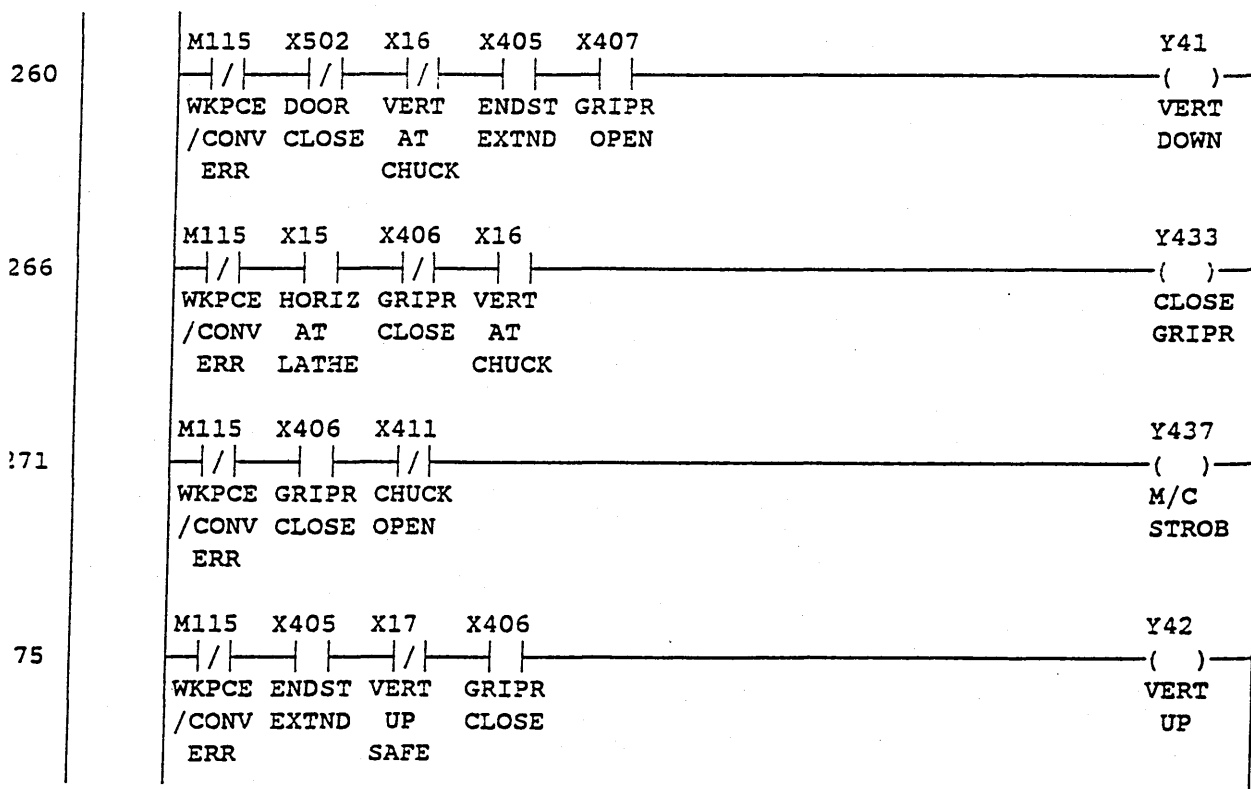 M115 X502 X16 X405 X407 Y41
260
WKPCE DOOR VERT ENDST GRIPR VERT
/CONV CLOSE AT EXTND OPEN DOWN
ERR CHUCK
M115 X15 X406 X16 Y433
266
WKPCE HORIZ GRIPR VERT CLOSE
/CONV AT CLOSE AT GRIPR
ERR LATHE CHUCK
M115 X406 X411 Y437
271
WKPCE GRIPR CHUCK M/C
/CONV CLOSE OPEN STROB
ERR
M115 X405 X17 X406 Y42
75
WKPCE ENDST VERT GRIPR VERT
/CONV EXTND UP CLOSE UP
ERR SAFE